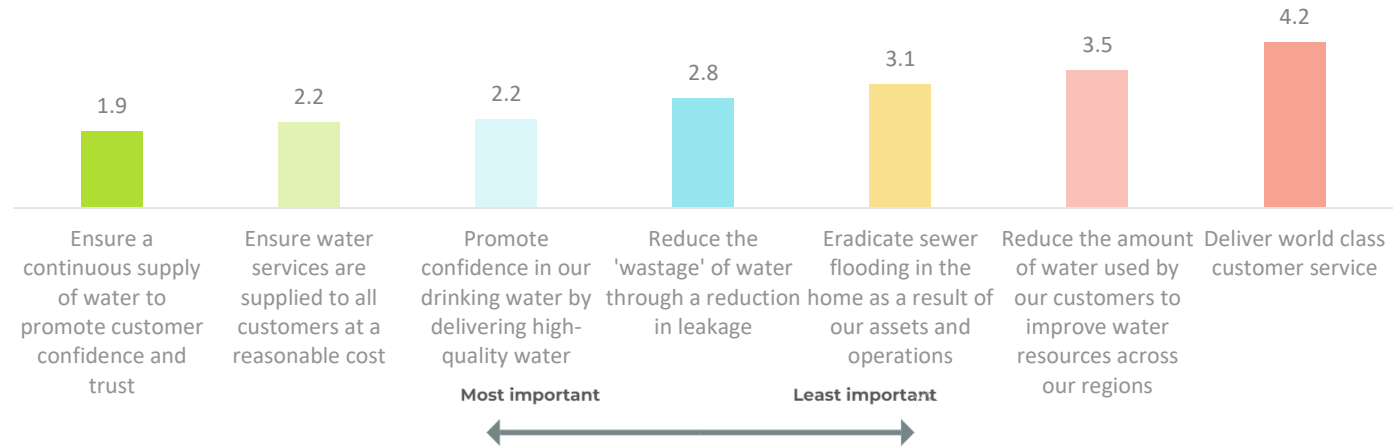 1.9
2.2
2.2
2.8
3.1
3.5
4.2
Ensure a
continuous supply
of water to
promote customer
confidence and
trust
Ensure water
services are
supplied to all
customers at a
reasonable cost
Promote
confidence in our
drinking water by
delivering high-
quality water
Reduce the
'wastage' of water
through a reduction
in leakage
Eradicate sewer
flooding in the
home as a result of
our assets and
operations
Reduce the amount
of water used by
our customers to
improve water
resources across
our regions
Deliver world class
customer service
Most important
Least important